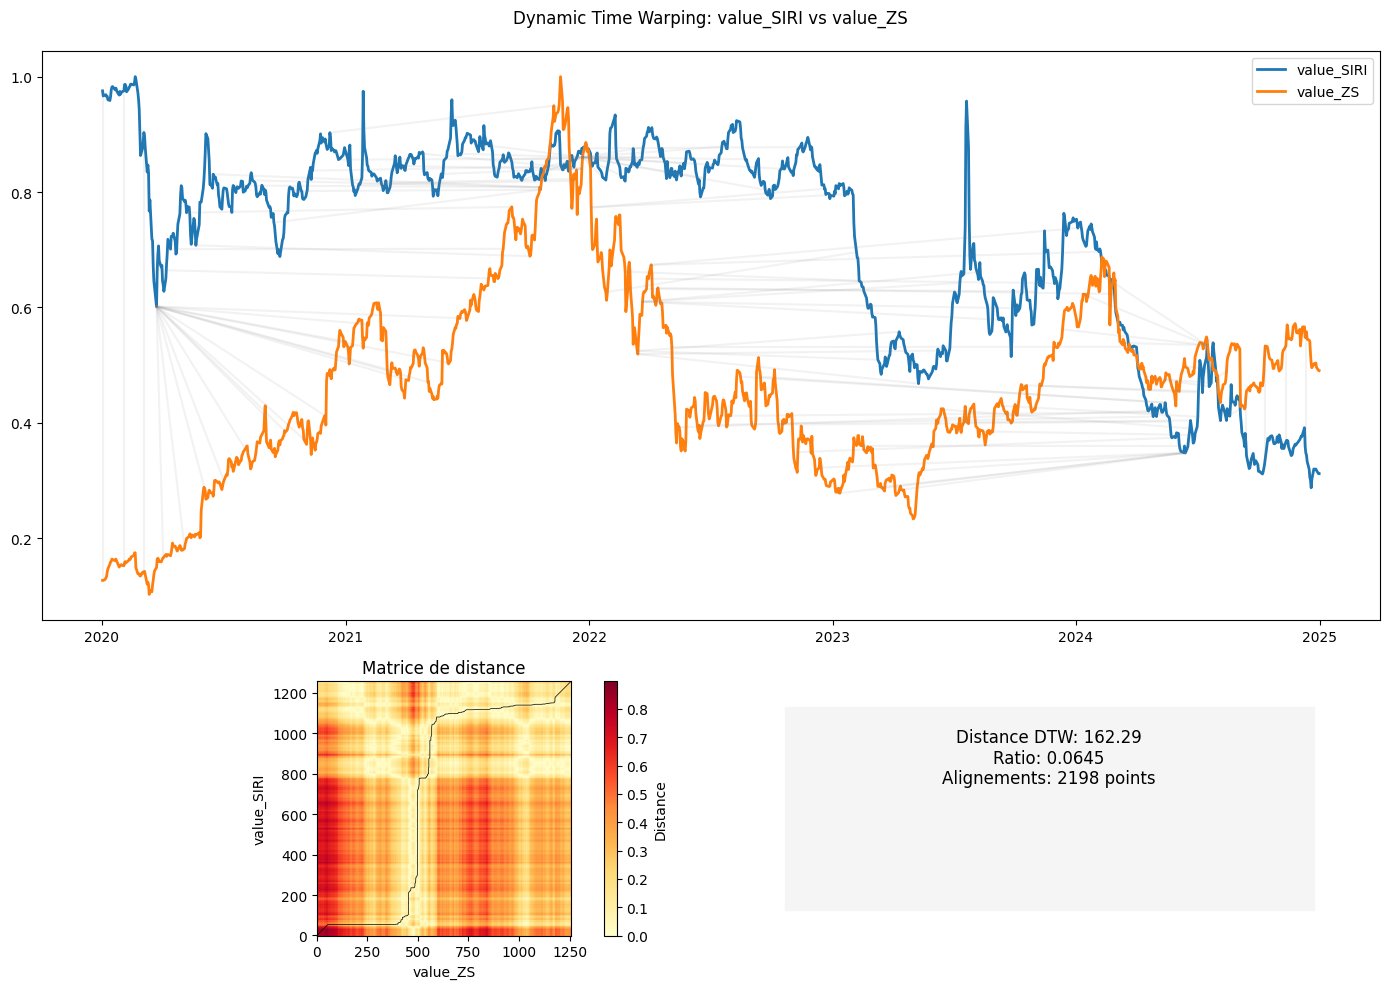 Dynamic Time Warping: value_SIRI vs value_ZS
value_SIRI
value_ZS
1.0
0.8
0.6
0.4
0.2
2020 2021 2022 2023 2024 2025
Matrice de distance
value_SIRI
1200
1000
800
600
400
200
0
0 250 500 750 1000 1250
value_ZS
0.8
0.7
0.6
0.5
0.4
0.3
0.2
0.1
0.0
Distance
Distance DTW: 162.29
Ratio: 0.0645
Alignements: 2198 points